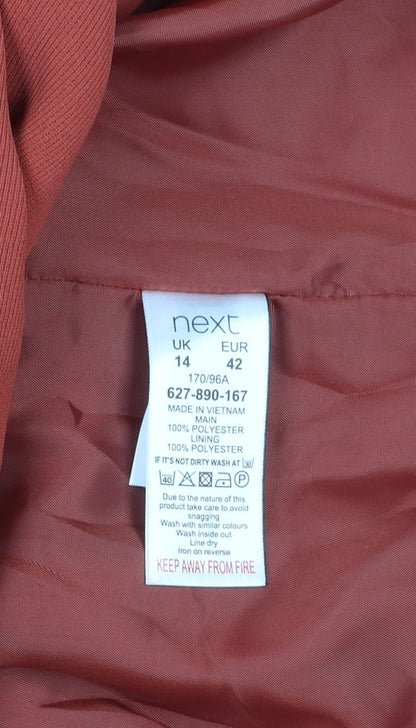 next
UK EUR
14 42
170/96A
627-890-167
MADE IN VIETNAM
MAIN
100% POLYESTER
LINING
100% POLYESTER
IF IT'S NOT DIRTY WASH AT
40 P
Due to the nature of this
product take care to avoid
snagging
Wash with similar colours
Wash inside out
Line dry
Iron on reverse
KEEP AWAY FROM FIRE